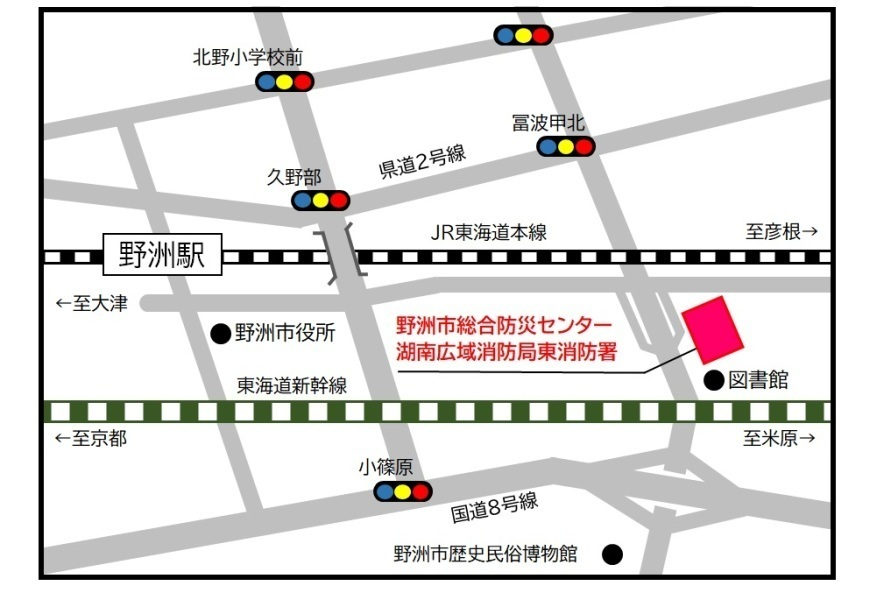 北野小学校前
冨波甲北
県道2号線
久野部
JR東海道本線
至彦根→
野洲駅
←至大津
野洲市役所
野洲市総合防災センター
湖南広域消防局東消防署
図書館
東海道新幹線
←至京都
至米原→
小篠原
国道8号線
野洲市歴史民俗博物館